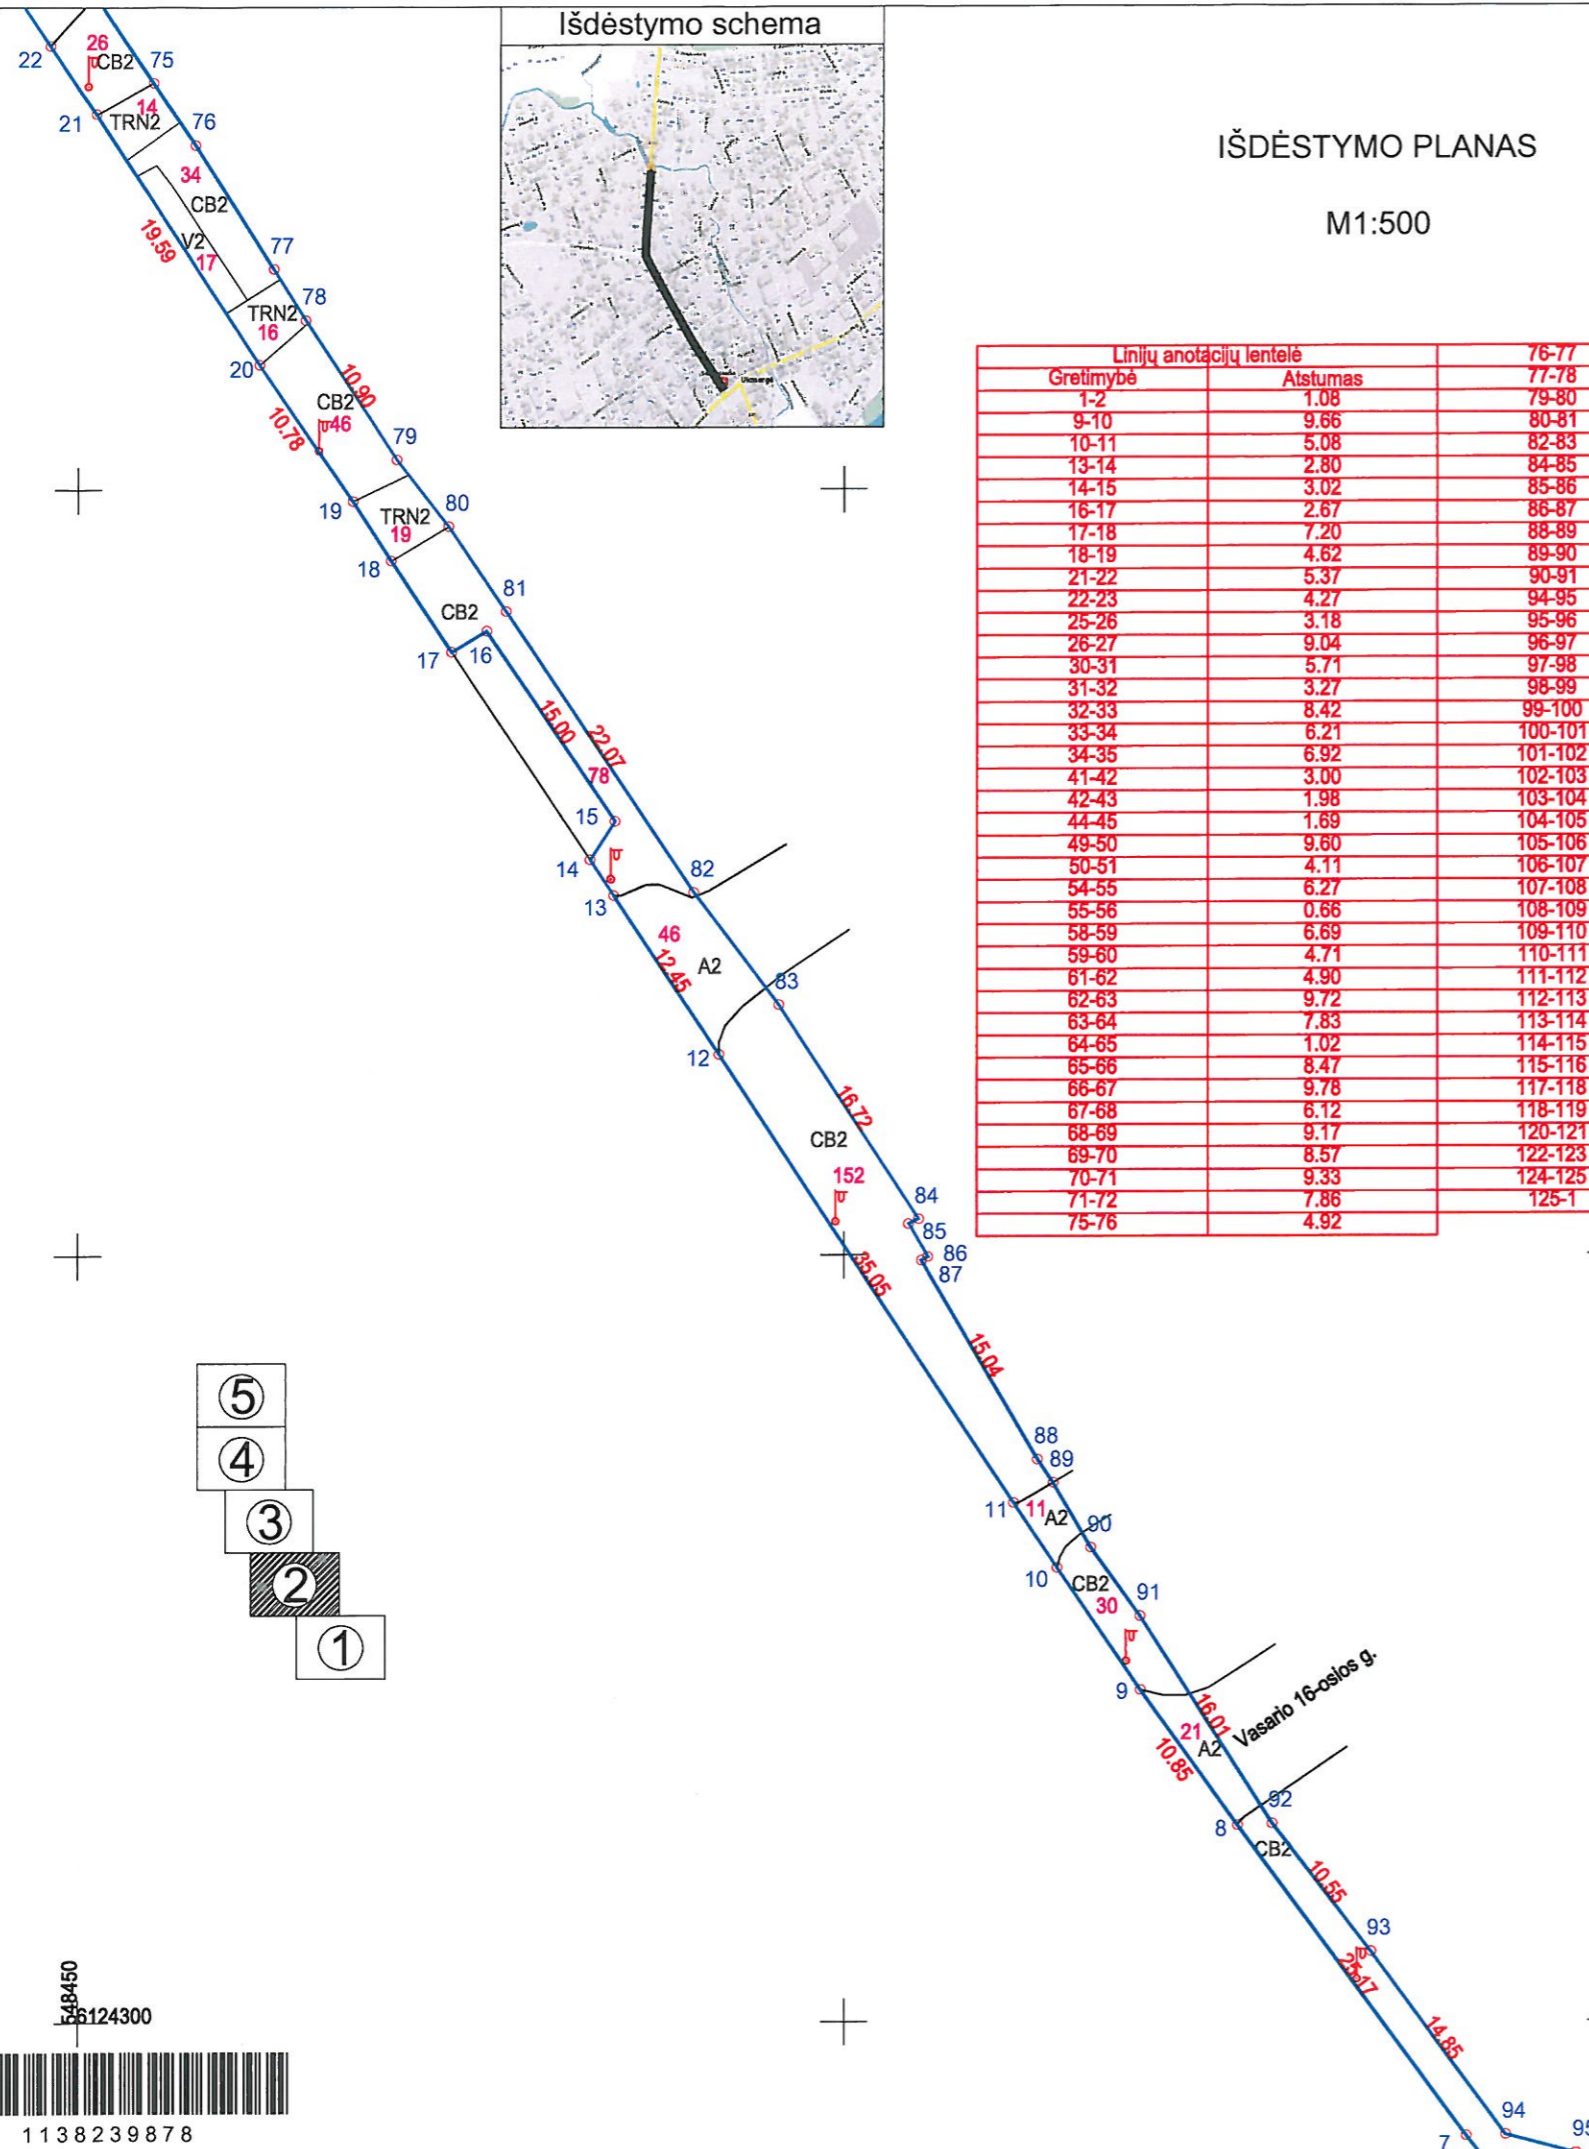 Išdėstymo schema
IŠDĖSTYMO PLANAS
M1:500
Linijų anotacijų lentelė 76-77
Gretimybė Atstumas 77-78
1-2 1.08 79-80
9-10 9.66 80-81
10-11 5.08 82-83
13-14 2.80 84-85
14-15 3.02 85-86
16-17 2.67 86-87
17-18 7.20 88-89
18-19 4.62 89-90
21-22 5.37 90-91
22-23 4.27 94-95
25-26 3.18 95-96
26-27 9.04 96-97
30-31 5.71 97-98
31-32 3.27 98-99
32-33 8.42 99-100
33-34 6.21 100-101
34-35 6.92 101-102
41-42 3.00 102-103
42-43 1.98 103-104
44-45 1.69 104-105
49-50 9.60 105-106
50-51 4.11 106-107
54-55 6.27 107-108
55-56 0.66 108-109
58-59 6.69 109-110
59-60 4.71 110-111
61-62 4.90 111-112
62-63 9.72 112-113
63-64 7.83 113-114
64-65 1.02 114-115
65-66 8.47 115-116
66-67 9.78 117-118
67-68 6.12 118-119
68-69 9.17 120-121
69-70 8.57 122-123
70-71 9.33 124-125
71-72 7.86 125-1
75-76 4.92
22
26
CB2
75
21
14
TRN2
76
34
CB2
19.59
V2
17
77
TRN2
16
78
20
10.90
CB2
46
10.78
79
19
TRN2
19
80
18
81
CB2
16
17
15.00
22.07
78
15
14
82
13
46
12.45
A2
83
12
16.72
CB2
152
84
85
86
87
35.05
15.04
88
89
11
11
A2
90
10
CB2
30
91
9
16.01
21
A2
Vasario 16-osios g.
10.85
92
8
CB2
10.55
93
25.17
14.85
94
95
7
5
4
3
2
1
548450
6124300
1138239878